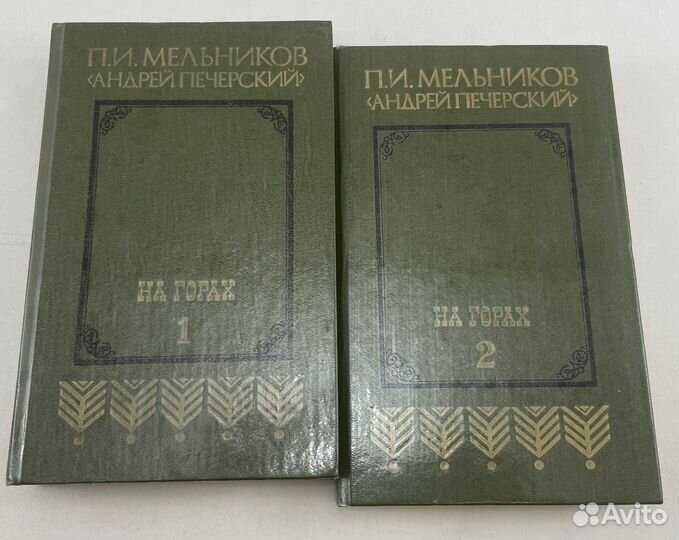 П.И. МЕЛЬНИКОВ
‹АНДРЕЙ ПЕЧЕРСКИЙ›
НА ГОРАХ
1
П.И. МЕЛЬНИКОВ
‹АНДРЕЙ ПЕЧЕРСКИЙ›
НА ГОРАХ
2
Avito